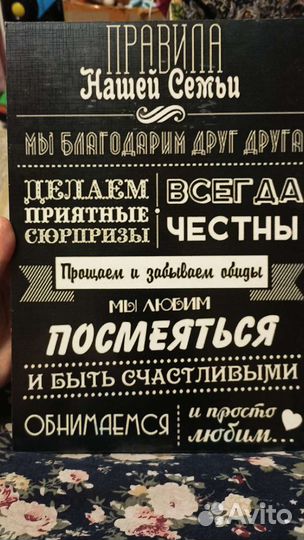 ПРАВИЛА
Нашей Семьи
МЫ БЛАГОДАРИМ ДРУГ ДРУГА
ДЕЛАЕМ
ПРИЯТНЫЕ
СЮРПРИЗЫ
ВСЕГДА
ЧЕСТНЫ
Прощаем и забываем обиды
МЫ ЛЮБИМ
ПОСМЕЯТЬСЯ
И БЫТЬ СЧАСТЛИВЫМИ
ОБНИМАЕМСЯ
и просто
любим...
Avito